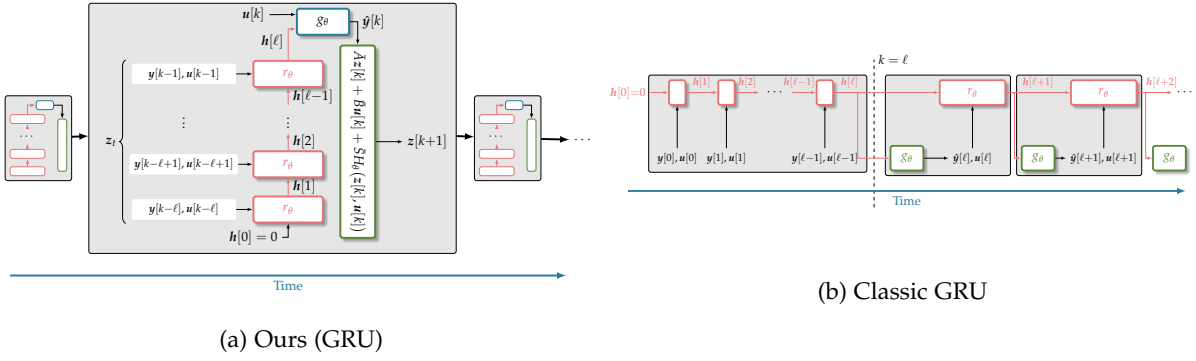 u[k]
g_θ
ŷ[k]
h[ℓ]
y[k−1], u[k−1]
r_θ
h[ℓ−1]
⋮ ⋮
z_t
h[2]
y[k−ℓ+1], u[k−ℓ+1]
r_θ
h[1]
y[k−ℓ], u[k−ℓ]
r_θ
h[0] = 0
Āz[k] + B̄u[k] + S̄H_θ(z[k], u[k])
z[k+1]
⋯
⋯
⋯
Time
(a) Ours (GRU)
k = ℓ
h[0]=0
h[1]
h[2]
⋯
h[ℓ−1]
h[ℓ]
r_θ
h[ℓ+1]
r_θ
h[ℓ+2]
⋯
y[0], u[0]
y[1], u[1]
⋯
y[ℓ−1], u[ℓ−1]
g_θ
ŷ[ℓ], u[ℓ]
g_θ
ŷ[ℓ+1], u[ℓ+1]
g_θ
Time
(b) Classic GRU